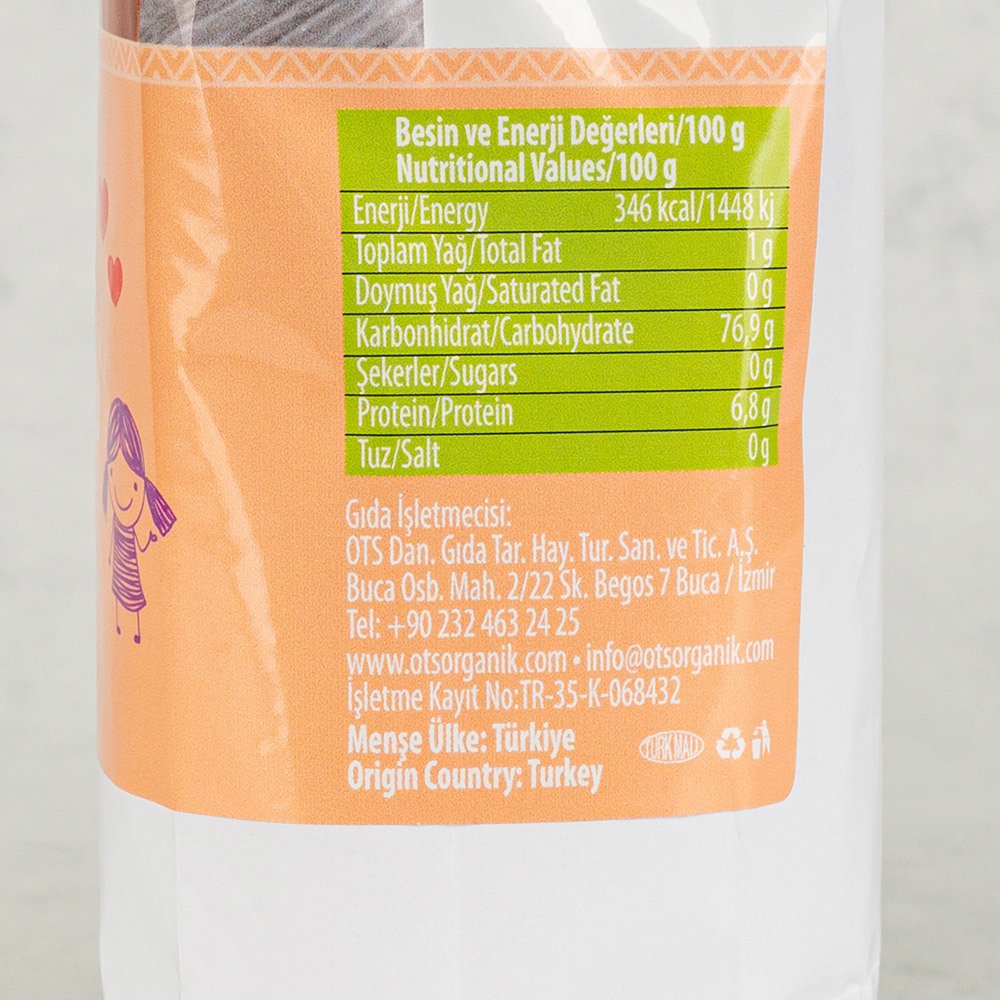 Besin ve Enerji Değerleri/100 g
Nutritional Values/100 g
Enerji/Energy 346 kcal/1448 kj
Toplam Yağ/Total Fat 1 g
Doymuş Yağ/Saturated Fat 0 g
Karbonhidrat/Carbohydrate 76,9 g
Şekerler/Sugars 0 g
Protein/Protein 6,8 g
Tuz/Salt 0 g
Gıda İşletmecisi:
OTS Dan. Gıda Tar. Hay. Tur. San. ve Tic. A.Ş.
Buca Osb. Mah. 2/22 Sk. Begos 7 Buca / İzmir
Tel: +90 232 463 24 25
www.otsorganik.com • info@otsorganik.com
İşletme Kayıt No:TR-35-K-068432
Menşe Ülke: Türkiye
Origin Country: Turkey
TÜRK MALI